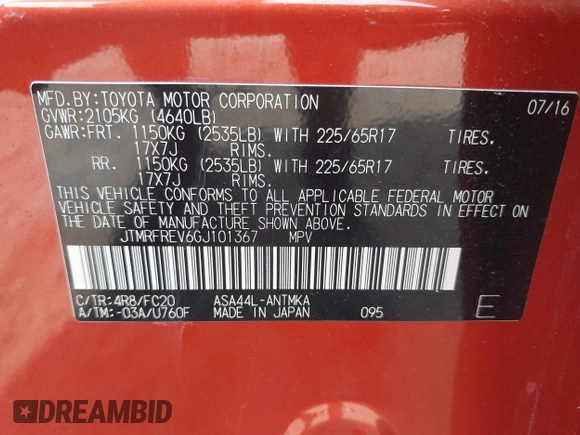 MFD.BY:TOYOTA MOTOR CORPORATION 07/16
GVWR:2105KG (4640LB)
GAWR:FRT. 1150KG (2535LB) WITH 225/65R17 TIRES.
17X7J RIMS.
RR. 1150KG (2535LB) WITH 225/65R17 TIRES.
17X7J RIMS.
THIS VEHICLE CONFORMS TO ALL APPLICABLE FEDERAL MOTOR
VEHICLE SAFETY AND THEFT PREVENTION STANDARDS IN EFFECT ON
THE DATE OF MANUFACTURE SHOWN ABOVE.
JTMRFREV6GJ101367 MPV
C/TR:4R8/FC20 ASA44L-ANTMKA
A/TM:-03A/U760F MADE IN JAPAN 095 E
DREAMBID